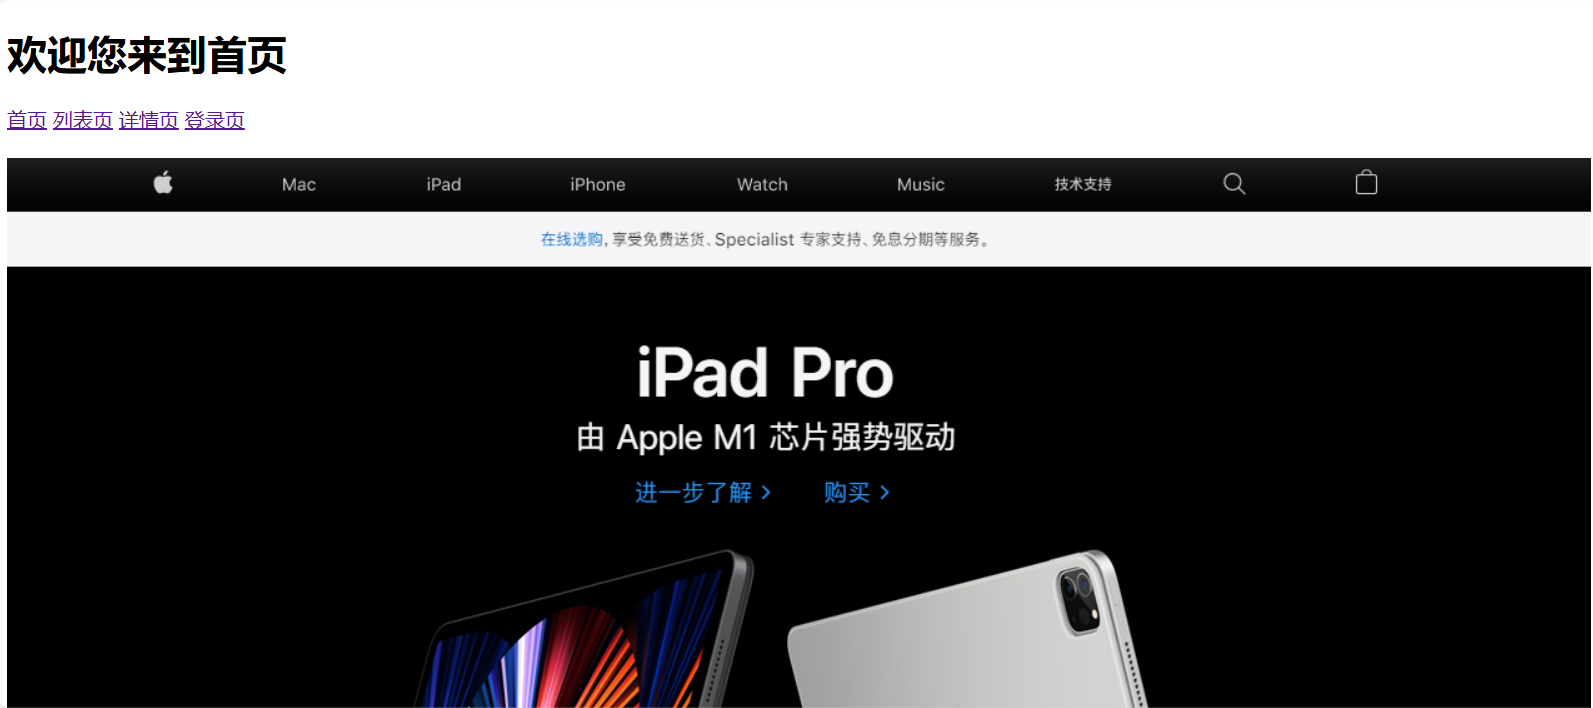 欢迎您来到首页
首页 列表页 详情页 登录页
Mac iPad iPhone Watch Music 技术支持
在线选购，享受免费送货、Specialist 专家支持、免息分期等服务。
iPad Pro
由 Apple M1 芯片强势驱动
进一步了解 > 购买 >